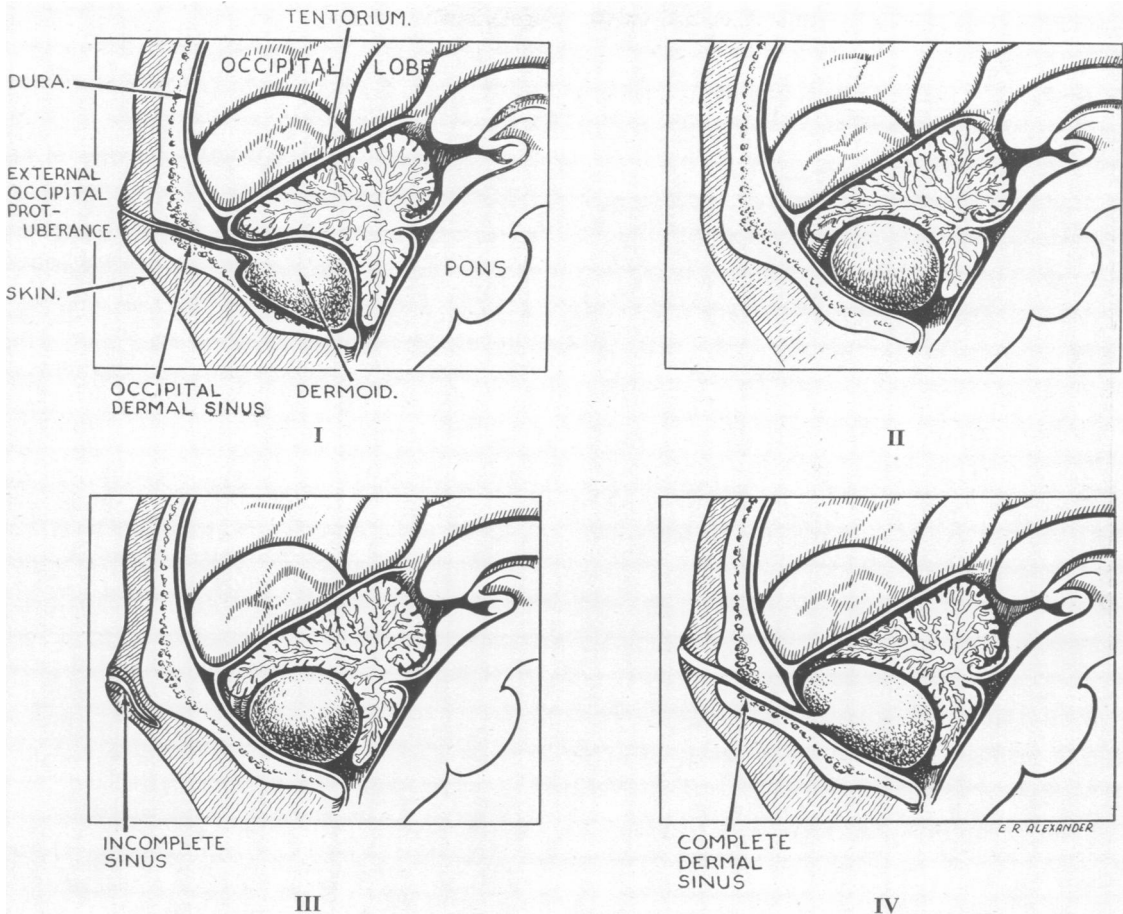 TENTORIUM.
OCCIPITAL LOBE
DURA.
EXTERNAL
OCCIPITAL
PROT-
UBERANCE.
PONS
SKIN.
OCCIPITAL
DERMAL SINUS
DERMOID.
I
II
INCOMPLETE
SINUS
III
COMPLETE
DERMAL
SINUS
E R ALEXANDER
IV